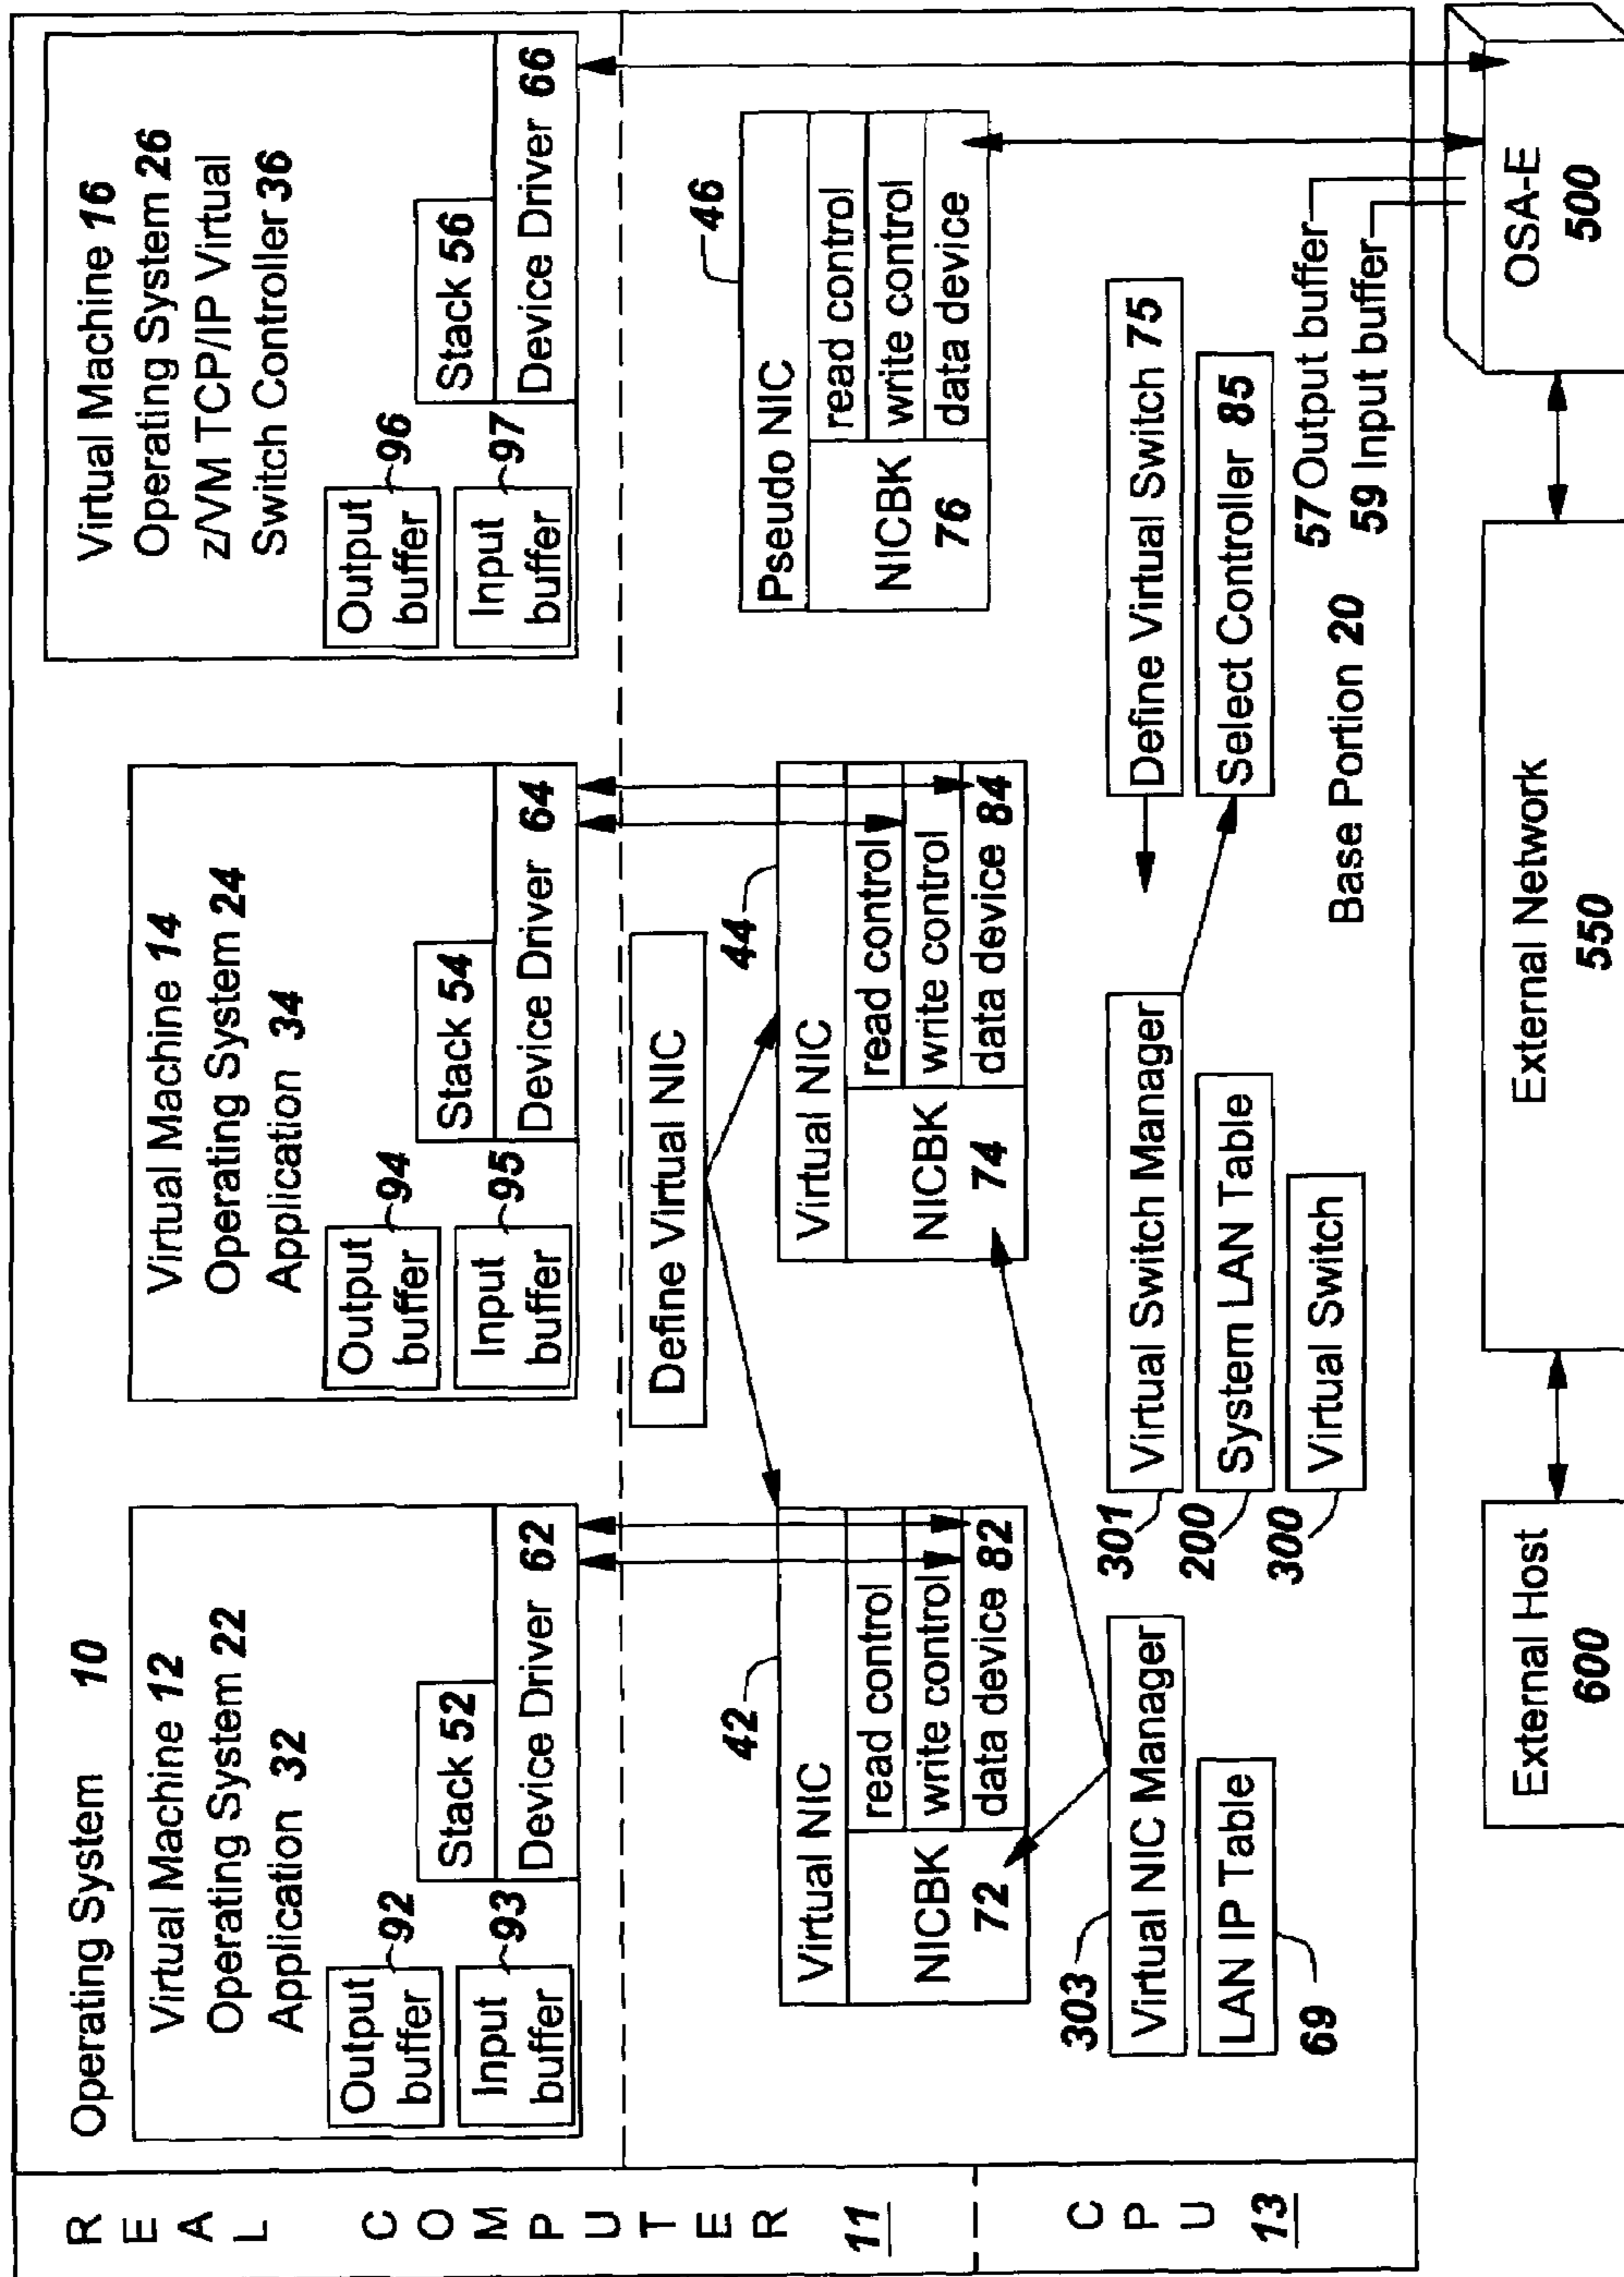 REAL COMPUTER 11
CPU 13
Operating System 10
Virtual Machine 12
Operating System 22
Application 32
Output buffer
92
Input buffer
93
Stack 52
Device Driver 62
Virtual Machine 14
Operating System 24
Application 34
Output buffer
94
Input buffer
95
Stack 54
Device Driver 64
Virtual Machine 16
Operating System 26
z/VM TCP/IP Virtual
Switch Controller 36
Output buffer
96
Input buffer
97
Stack 56
Device Driver 66
Define Virtual NIC
42
Virtual NIC
NICBK
72
read control
write control
data device 82
44
Virtual NIC
NICBK
74
read control
write control
data device 84
46
Pseudo NIC
NICBK
76
read control
write control
data device
303
Virtual NIC Manager
LAN IP Table
69
301
Virtual Switch Manager
200
System LAN Table
300
Virtual Switch
Define Virtual Switch 75
Select Controller 85
57 Output buffer
59 Input buffer
Base Portion 20
External Host
600
External Network
550
OSA-E
500